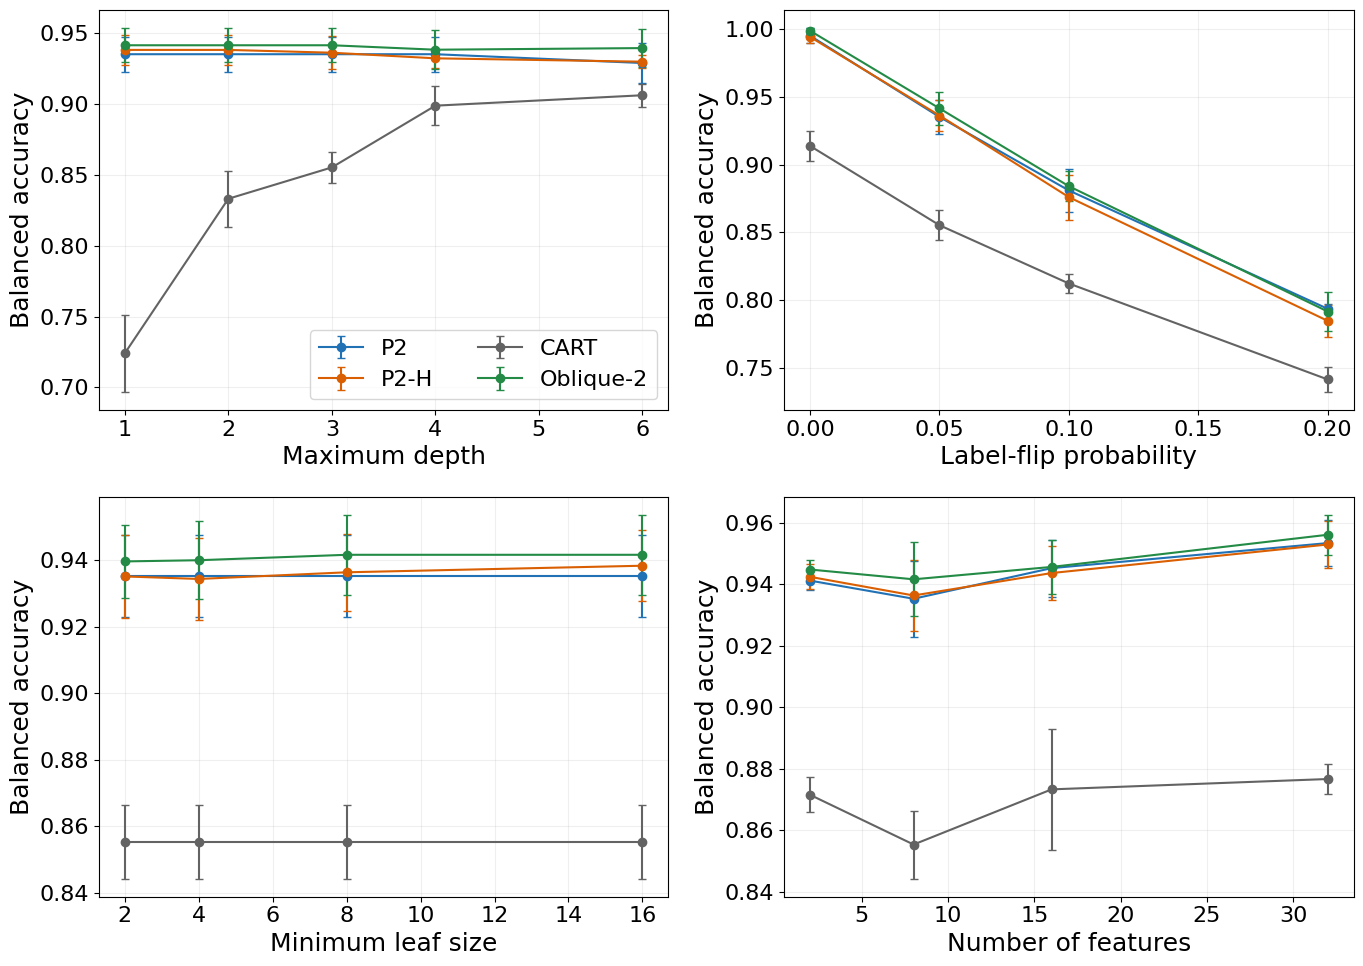 Balanced accuracy
0.95
0.90
0.85
0.80
0.75
0.70
P2
P2-H
CART
Oblique-2
1 2 3 4 5 6
Maximum depth
Balanced accuracy
1.00
0.95
0.90
0.85
0.80
0.75
0.00 0.05 0.10 0.15 0.20
Label-flip probability
Balanced accuracy
0.94
0.92
0.90
0.88
0.86
0.84
2 4 6 8 10 12 14 16
Minimum leaf size
Balanced accuracy
0.96
0.94
0.92
0.90
0.88
0.86
0.84
5 10 15 20 25 30
Number of features